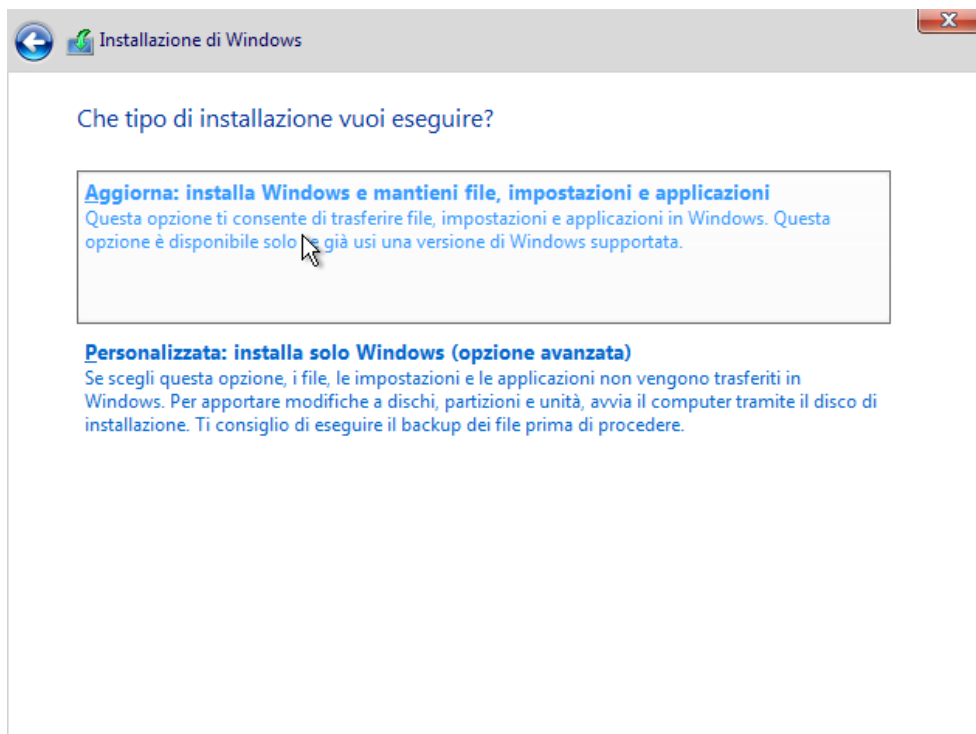 Installazione di Windows
Che tipo di installazione vuoi eseguire?
Aggiorna: installa Windows e mantieni file, impostazioni e applicazioni
Questa opzione ti consente di trasferire file, impostazioni e applicazioni in Windows. Questa
opzione è disponibile solo se già usi una versione di Windows supportata.
Personalizzata: installa solo Windows (opzione avanzata)
Se scegli questa opzione, i file, le impostazioni e le applicazioni non vengono trasferiti in
Windows. Per apportare modifiche a dischi, partizioni e unità, avvia il computer tramite il disco di
installazione. Ti consiglio di eseguire il backup dei file prima di procedere.